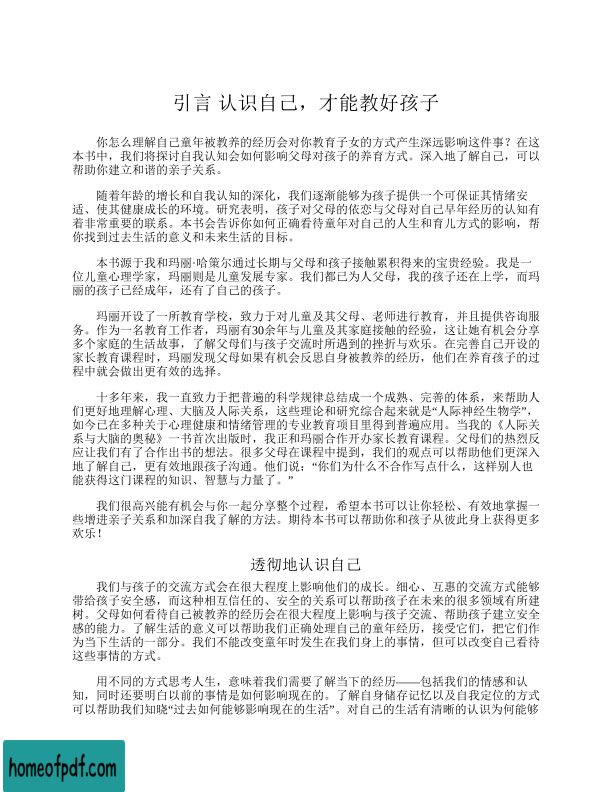 引言 认识自己，才能教好孩子
你怎么理解自己童年被教养的经历会对你教育子女的方式产生深远影响这件事？在这
本书中，我们将探讨自我认知会如何影响父母对孩子的养育方式。深入地了解自己，可以
帮助你建立和谐的亲子关系。
随着年龄的增长和自我认知的深化，我们逐渐能够为孩子提供一个可保证其情绪安
适、使其健康成长的环境。研究表明，孩子对父母的依恋与父母对自己早年经历的认知有
着非常重要的联系。本书会告诉你如何正确看待童年对自己的人生和育儿方式的影响，帮
你找到过去生活的意义和未来生活的目标。
本书源于我和玛丽·哈策尔通过长期与父母和孩子接触累积得来的宝贵经验。我是一
位儿童心理学家，玛丽则是儿童发展专家。我们都已为人父母，我的孩子还在上学，而玛
丽的孩子已经成年，还有了自己的孩子。
玛丽开设了一所教育学校，致力于对儿童及其父母、老师进行教育，并且提供咨询服
务。作为一名教育工作者，玛丽有30余年与儿童及其家庭接触的经验，这让她有机会分享
多个家庭的生活故事，了解父母们与孩子交流时所遇到的挫折与欢乐。在完善自己开设的
家长教育课程时，玛丽发现父母如果有机会反思自身被教养的经历，他们在养育孩子的过
程中就会做出更有效的选择。
十多年来，我一直致力于把普遍的科学规律总结成一个成熟、完善的体系，来帮助人
们更好地理解心理、大脑及人际关系，这些理论和研究综合起来就是“人际神经生物学”，
如今已在多种关于心理健康和情绪管理的专业教育项目里得到普遍应用。当我的《人际关
系与大脑的奥秘》一书首次出版时，我正和玛丽合作开办家长教育课程。父母们的热烈反
应让我们有了合作出书的想法。很多父母在课程中提到，我们的观点可以帮助他们更深入
地了解自己，更有效地跟孩子沟通。他们说：“你们为什么不合作写点什么，这样别人也
能获得这门课程的知识、智慧与力量了。”
我们很高兴能有机会与你一起分享整个过程，希望本书可以让你轻松、有效地掌握一
些增进亲子关系和加深自我了解的方法。期待本书可以帮助你和孩子从彼此身上获得更多
欢乐！
透彻地认识自己
我们与孩子的交流方式会在很大程度上影响他们的成长。细心、互惠的交流方式能够
带给孩子安全感，而这种相互信任的、安全的关系可以帮助孩子在未来的很多领域有所建
树。父母如何看待自己被教养的经历会在很大程度上影响与孩子交流、帮助孩子建立安全
感的能力。了解生活的意义可以帮助我们正确处理自己的童年经历，接受它们，把它们作
为当下生活的一部分。我们不能改变童年时发生在我们身上的事情，但可以改变自己看待
这些事情的方式。
用不同的方式思考人生，意味着我们需要了解当下的经历——包括我们的情感和认
知，同时还要明白以前的事情是如何影响现在的。了解自身储存记忆以及自我定位的方式
可以帮助我们知晓“过去如何能够影响现在的生活”。对自己的生活有清晰的认识为何能够
homeofpdf.com